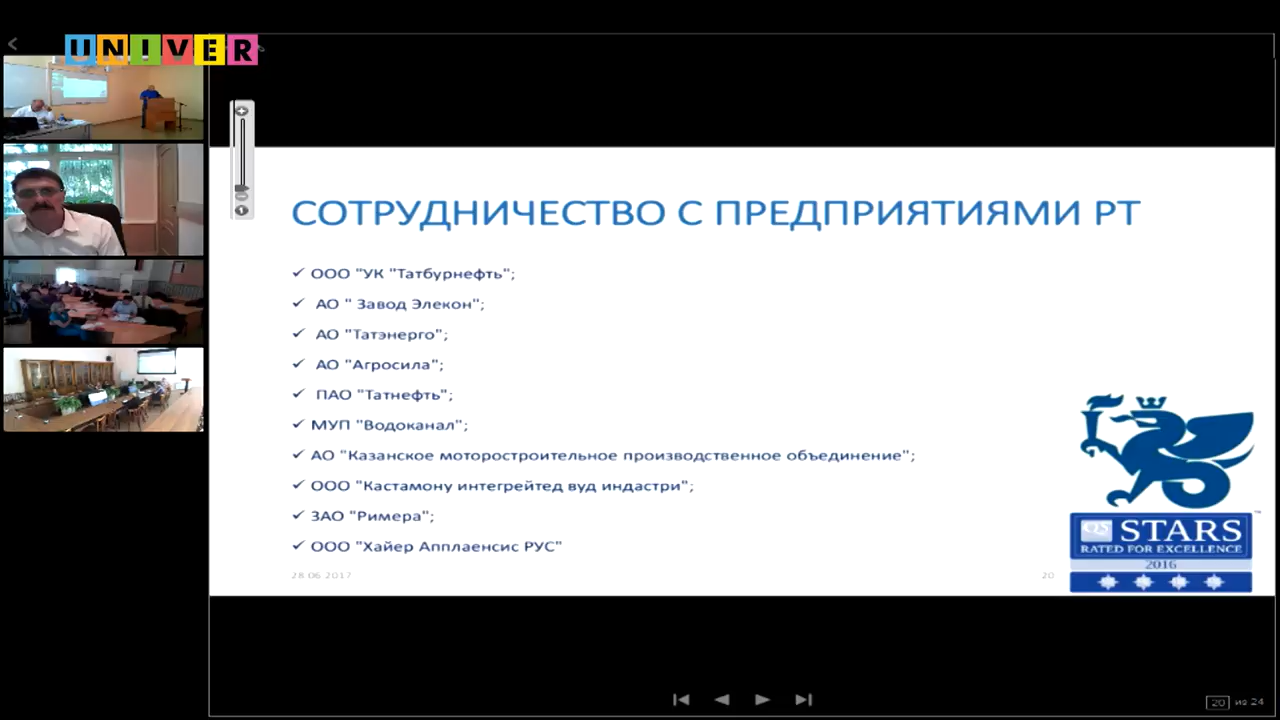 UNIVER
СОТРУДНИЧЕСТВО С ПРЕДПРИЯТИЯМИ РТ
✓ ООО "УК "Татбурнефть";
✓ АО " Завод Элекон";
✓ АО "Татэнерго";
✓ АО "Агросила";
✓ ПАО "Татнефть";
✓ МУП "Водоканал";
✓ АО "Казанское моторостроительное производственное объединение";
✓ ООО "Кастамону интегрейтед вуд индастри";
✓ ЗАО "Римера";
✓ ООО "Хайер Апплаенсис РУС"
28.06.2017
20
QS STARS™
RATED FOR EXCELLENCE
2016
20 из 24